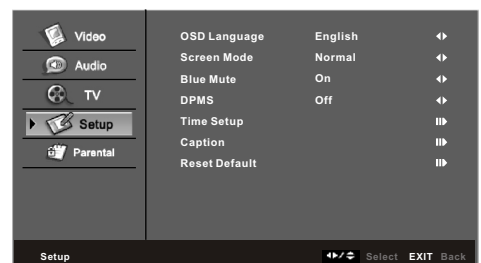 Video
Audio
TV
Setup
Parental
OSD Language English
Screen Mode Normal
Blue Mute On
DPMS Off
Time Setup
Caption
Reset Default
Setup Select EXIT Back